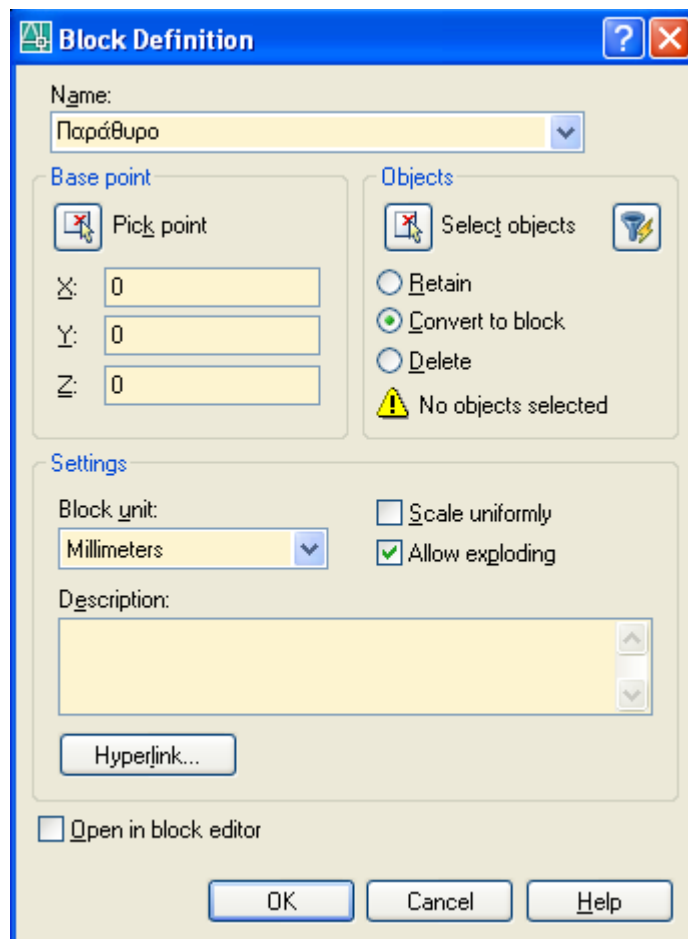 Block Definition
Name:
Παράθυρο
Base point
Pick point
X: 0
Y: 0
Z: 0
Objects
Select objects
Retain
Convert to block
Delete
No objects selected
Settings
Block unit:
Millimeters
Scale uniformly
Allow exploding
Description:
Hyperlink...
Open in block editor
OK Cancel Help